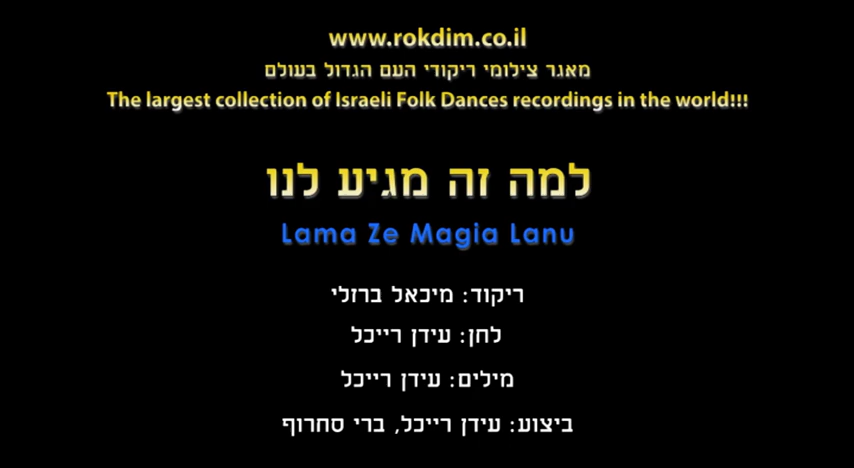 www.rokdim.co.il
מאגר צילומי ריקודי העם הגדול בעולם
The largest collection of Israeli Folk Dances recordings in the world!!!
למה זה מגיע לנו
Lama Ze Magia Lanu
ריקוד: מיכאל ברזלי
לחן: עידן רייכל
מילים: עידן רייכל
ביצוע: עידן רייכל, ברי סחרוף